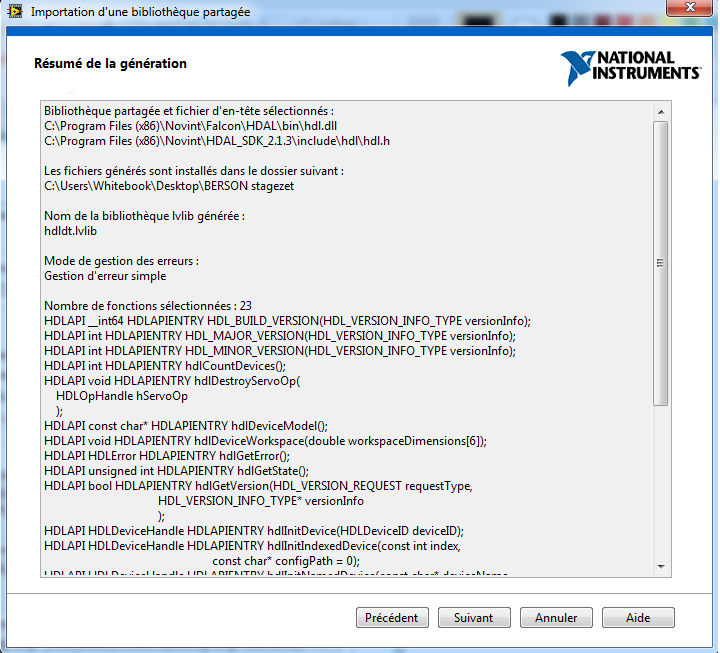 Importation d'une bibliothèque partagée
Résumé de la génération
NATIONAL
INSTRUMENTS
Bibliothèque partagée et fichier d'en-tête sélectionnés :
C:\Program Files (x86)\Novint\Falcon\HDAL\bin\hdl.dll
C:\Program Files (x86)\Novint\HDAL_SDK_2.1.3\include\hdl\hdl.h
Les fichiers générés sont installés dans le dossier suivant :
C:\Users\Whitebook\Desktop\BERSON stagezet
Nom de la bibliothèque lvlib générée :
hdldt.lvlib
Mode de gestion des erreurs :
Gestion d'erreur simple
Nombre de fonctions sélectionnées : 23
HDLAPI __int64 HDLAPIENTRY HDL_BUILD_VERSION(HDL_VERSION_INFO_TYPE versionInfo);
HDLAPI int HDLAPIENTRY HDL_MAJOR_VERSION(HDL_VERSION_INFO_TYPE versionInfo);
HDLAPI int HDLAPIENTRY HDL_MINOR_VERSION(HDL_VERSION_INFO_TYPE versionInfo);
HDLAPI int HDLAPIENTRY hdlCountDevices();
HDLAPI void HDLAPIENTRY hdlDestroyServoOp(
HDLOpHandle hServoOp
);
HDLAPI const char* HDLAPIENTRY hdlDeviceModel();
HDLAPI void HDLAPIENTRY hdlDeviceWorkspace(double workspaceDimensions[6]);
HDLAPI HDLError HDLAPIENTRY hdlGetError();
HDLAPI unsigned int HDLAPIENTRY hdlGetState();
HDLAPI bool HDLAPIENTRY hdlGetVersion(HDL_VERSION_REQUEST requestType,
HDL_VERSION_INFO_TYPE* versionInfo
);
HDLAPI HDLDeviceHandle HDLAPIENTRY hdlInitDevice(HDLDeviceID deviceID);
HDLAPI HDLDeviceHandle HDLAPIENTRY hdlInitIndexedDevice(const int index,
const char* configPath = 0);
HDLAPI HDLDeviceHandle HDLAPIENTRY hdlInitNamedDevice(const char* deviceName,
Précédent
Suivant
Annuler
Aide